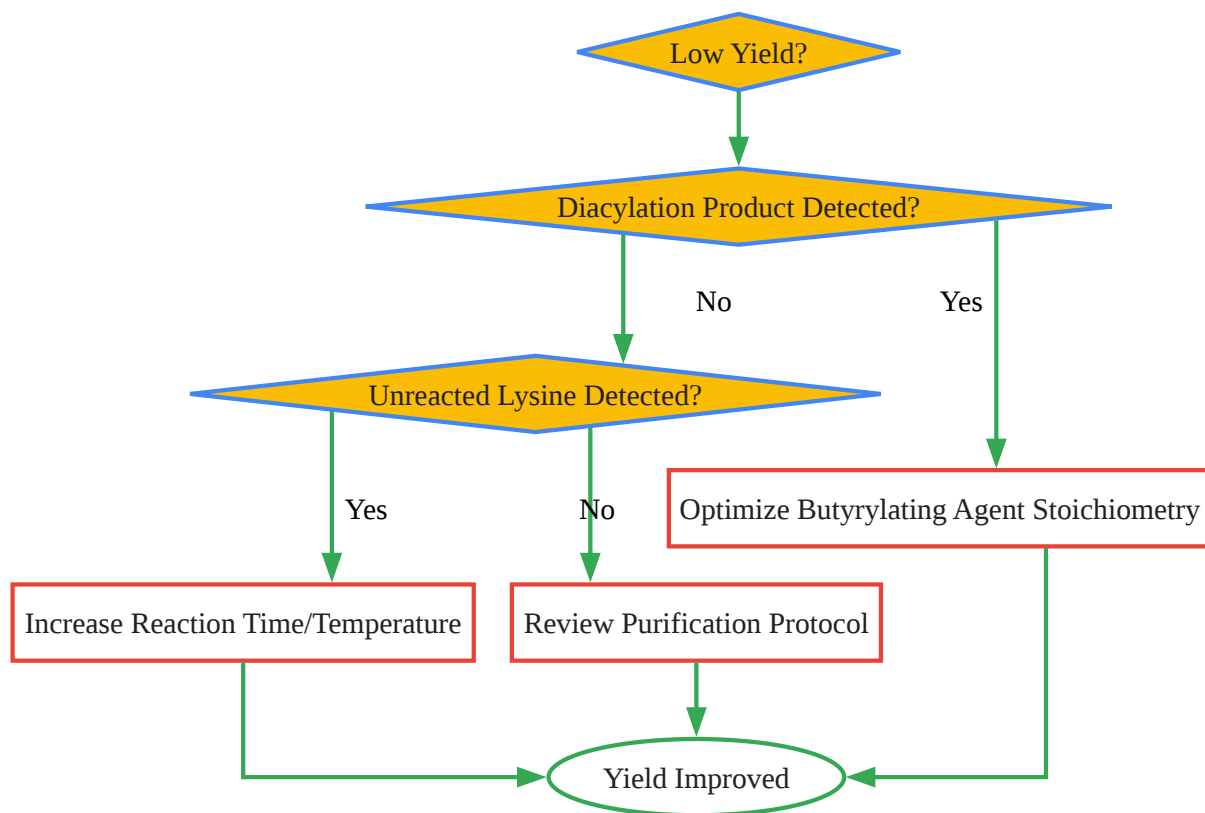 Low Yield?
Diacylation Product Detected?
No
Yes
Unreacted Lysine Detected?
Yes
No
Optimize Butyrylating Agent Stoichiometry
Increase Reaction Time/Temperature
Review Purification Protocol
Yield Improved